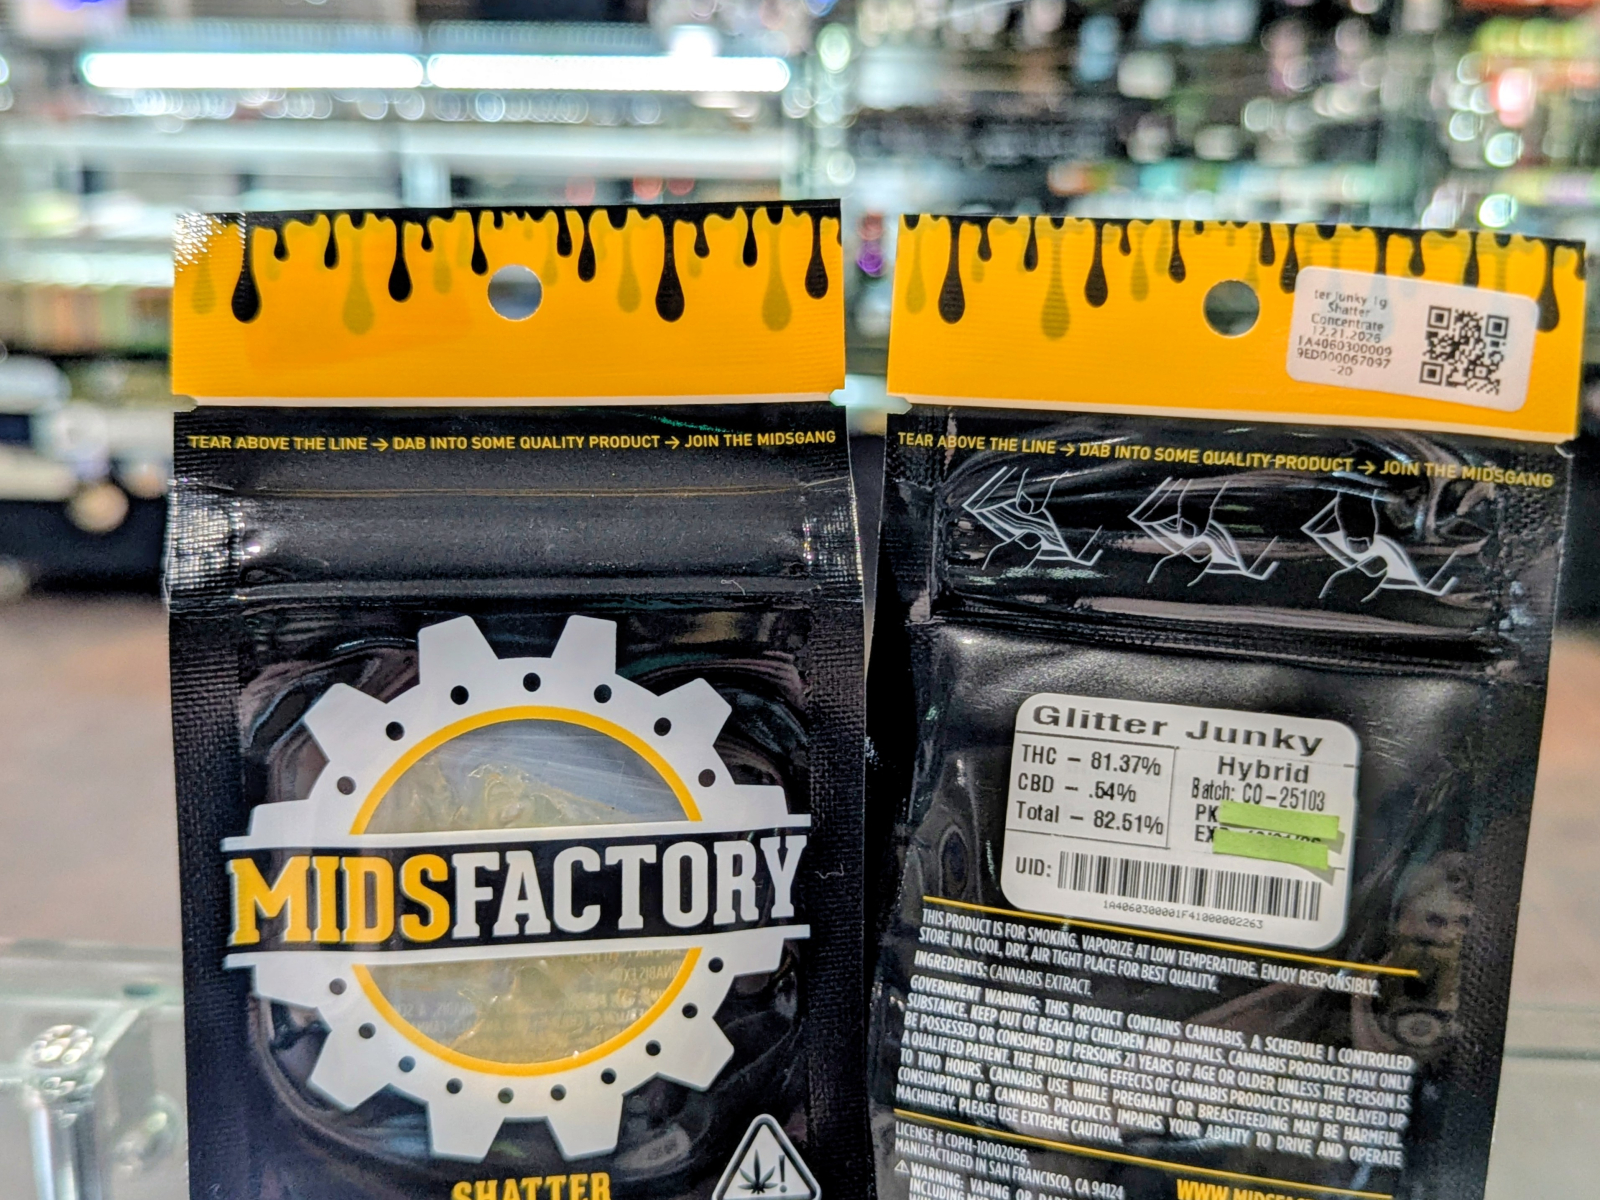 TEAR ABOVE THE LINE → DAB INTO SOME QUALITY PRODUCT → JOIN THE MIDSGANG
MIDSFACTORY
SHATTER
ter Junky 1g
Shatter
Concentrate
12.21.2026
1A4060300009
9ED000067097
-20
TEAR ABOVE THE LINE → DAB INTO SOME QUALITY PRODUCT → JOIN THE MIDSGANG
Glitter Junky
THC - 81.37%
CBD - .54%
Total - 82.51%
Hybrid
Batch: CO-25103
PK
EX
UID:
1A4060300001F41000002263
THIS PRODUCT IS FOR SMOKING. VAPORIZE AT LOW TEMPERATURE. ENJOY RESPONSIBLY.
STORE IN A COOL, DRY, AIR TIGHT PLACE FOR BEST QUALITY.
INGREDIENTS: CANNABIS EXTRACT.
GOVERNMENT WARNING: THIS PRODUCT CONTAINS CANNABIS, A SCHEDULE I CONTROLLED
SUBSTANCE. KEEP OUT OF REACH OF CHILDREN AND ANIMALS. CANNABIS PRODUCTS MAY ONLY
BE POSSESSED OR CONSUMED BY PERSONS 21 YEARS OF AGE OR OLDER UNLESS THE PERSON IS
A QUALIFIED PATIENT. THE INTOXICATING EFFECTS OF CANNABIS PRODUCTS MAY BE DELAYED UP
TO TWO HOURS. CANNABIS USE WHILE PREGNANT OR BREASTFEEDING MAY BE HARMFUL.
CONSUMPTION OF CANNABIS PRODUCTS IMPAIRS YOUR ABILITY TO DRIVE AND OPERATE
MACHINERY. PLEASE USE EXTREME CAUTION.
LICENSE # CDPH-10002056.
MANUFACTURED IN SAN FRANCISCO, CA 94124
WARNING: VAPING OR
WWW.MIDSF